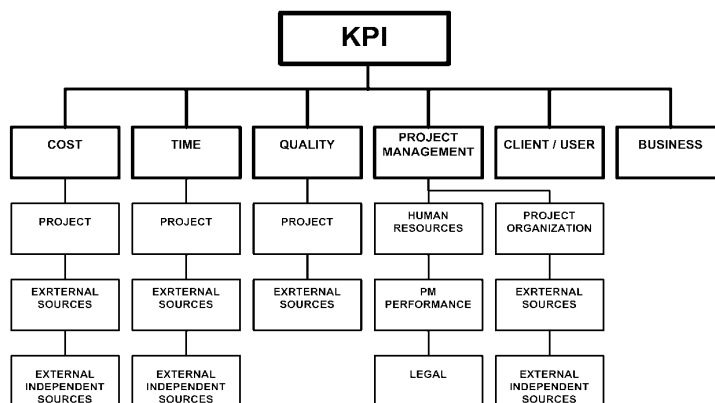 KPI
COST
TIME
QUALITY
PROJECT
MANAGEMENT
CLIENT / USER
BUSINESS
PROJECT
PROJECT
PROJECT
HUMAN
RESOURCES
PROJECT
ORGANIZATION
EXRTERNAL
SOURCES
EXRTERNAL
SOURCES
EXRTERNAL
SOURCES
PM
PERFORMANCE
EXRTERNAL
SOURCES
EXTERNAL
INDEPENDENT
SOURCES
EXTERNAL
INDEPENDENT
SOURCES
LEGAL
EXTERNAL
INDEPENDENT
SOURCES